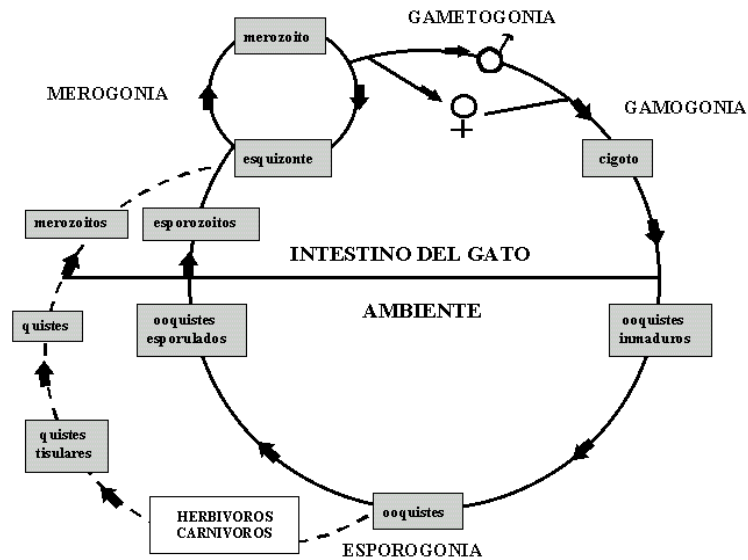 GAMETOGONIA
merozoito
MEROGONIA
GAMOGONIA
esquizonte
cigoto
merozoitos
esporozoitos
INTESTINO DEL GATO
AMBIENTE
quistes
ooquistes
esporulados
ooquistes
inmaduros
quistes
tisulares
HERBIVOROS
CARNIVOROS
ooquistes
ESPOROGONIA